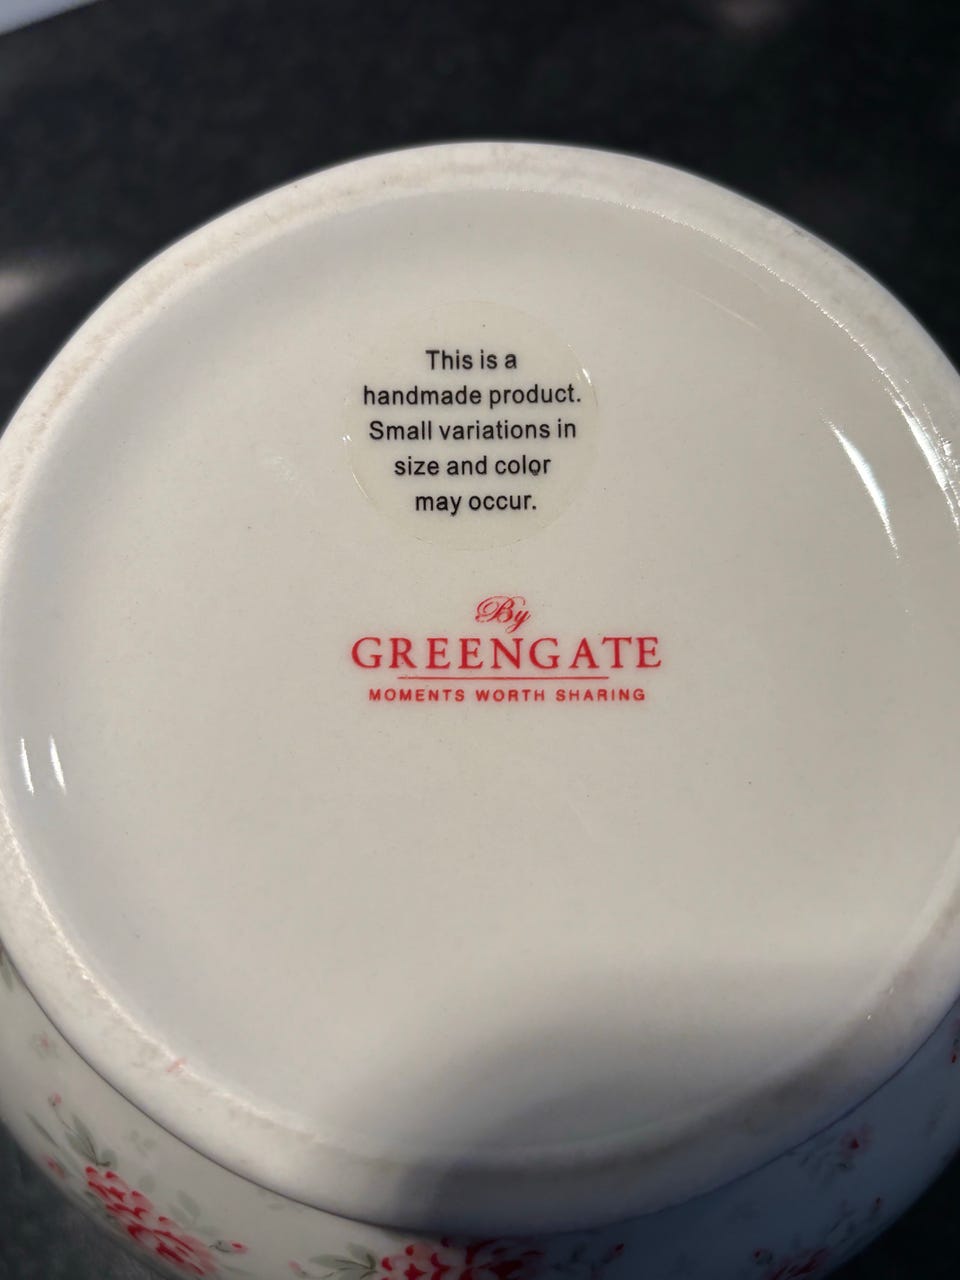 This is a
handmade product.
Small variations in
size and color
may occur.
By
GREENGATE
MOMENTS WORTH SHARING